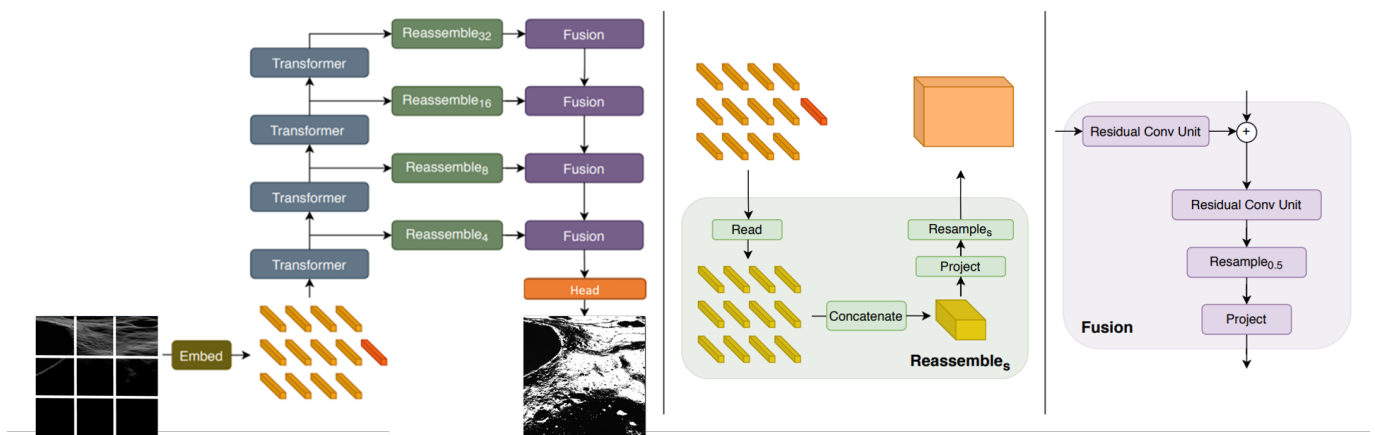 Reassemble₃₂
Fusion
Transformer
Reassemble₁₆
Fusion
Transformer
Reassemble₈
Fusion
Transformer
Reassemble₄
Fusion
Transformer
Head
Embed
Read
Resampleₛ
Project
Concatenate
Reassembleₛ
Residual Conv Unit
+
Residual Conv Unit
Resample₀.₅
Project
Fusion